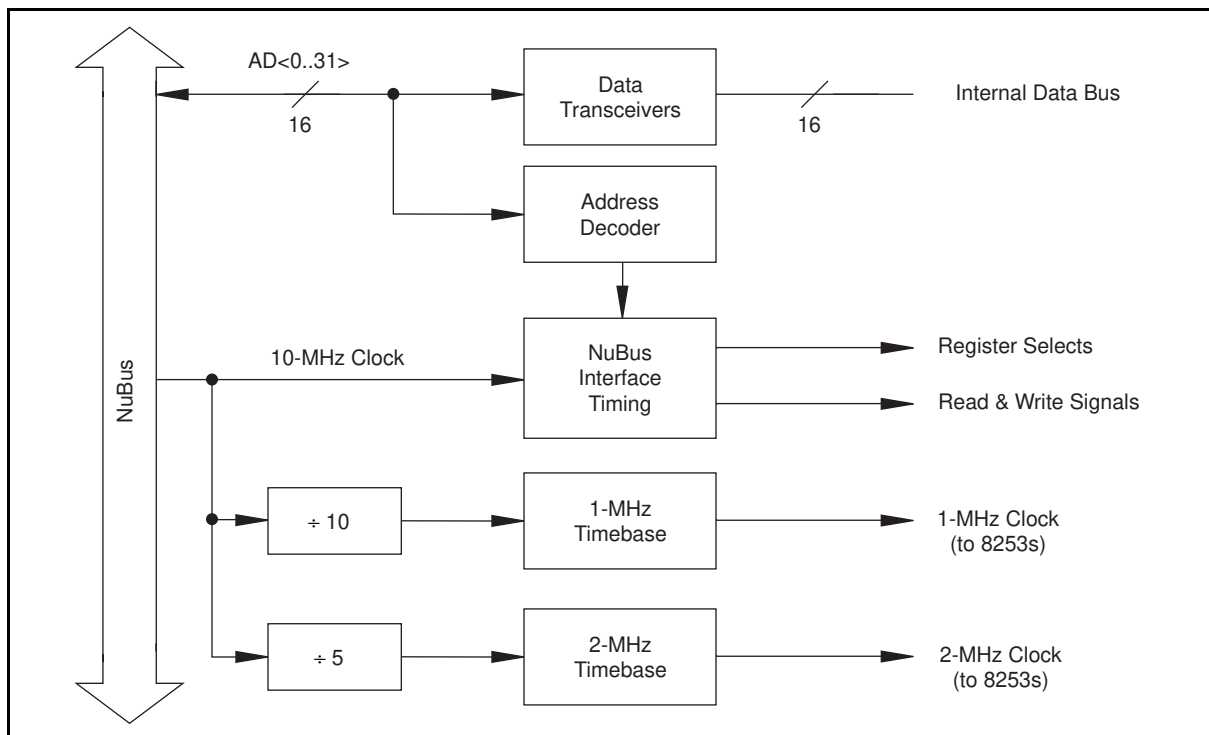 AD<0..31>
16
Data
Transceivers
16
Internal Data Bus
Address
Decoder
NuBus
10-MHz Clock
NuBus
Interface
Timing
Register Selects
Read & Write Signals
÷ 10
1-MHz
Timebase
1-MHz Clock
(to 8253s)
÷ 5
2-MHz
Timebase
2-MHz Clock
(to 8253s)